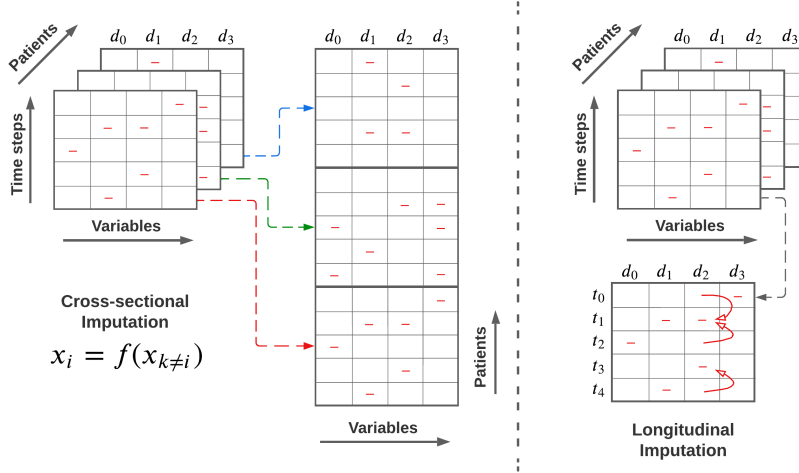 Patients
d₀ d₁ d₂ d₃
Time steps
Variables
Cross-sectional
Imputation
xᵢ = f(xₖ≠ᵢ)
d₀ d₁ d₂ d₃
Patients
Variables
Patients
d₀ d₁ d₂ d₃
Time steps
Variables
d₀ d₁ d₂ d₃
t₀
t₁
t₂
t₃
t₄
Longitudinal
Imputation